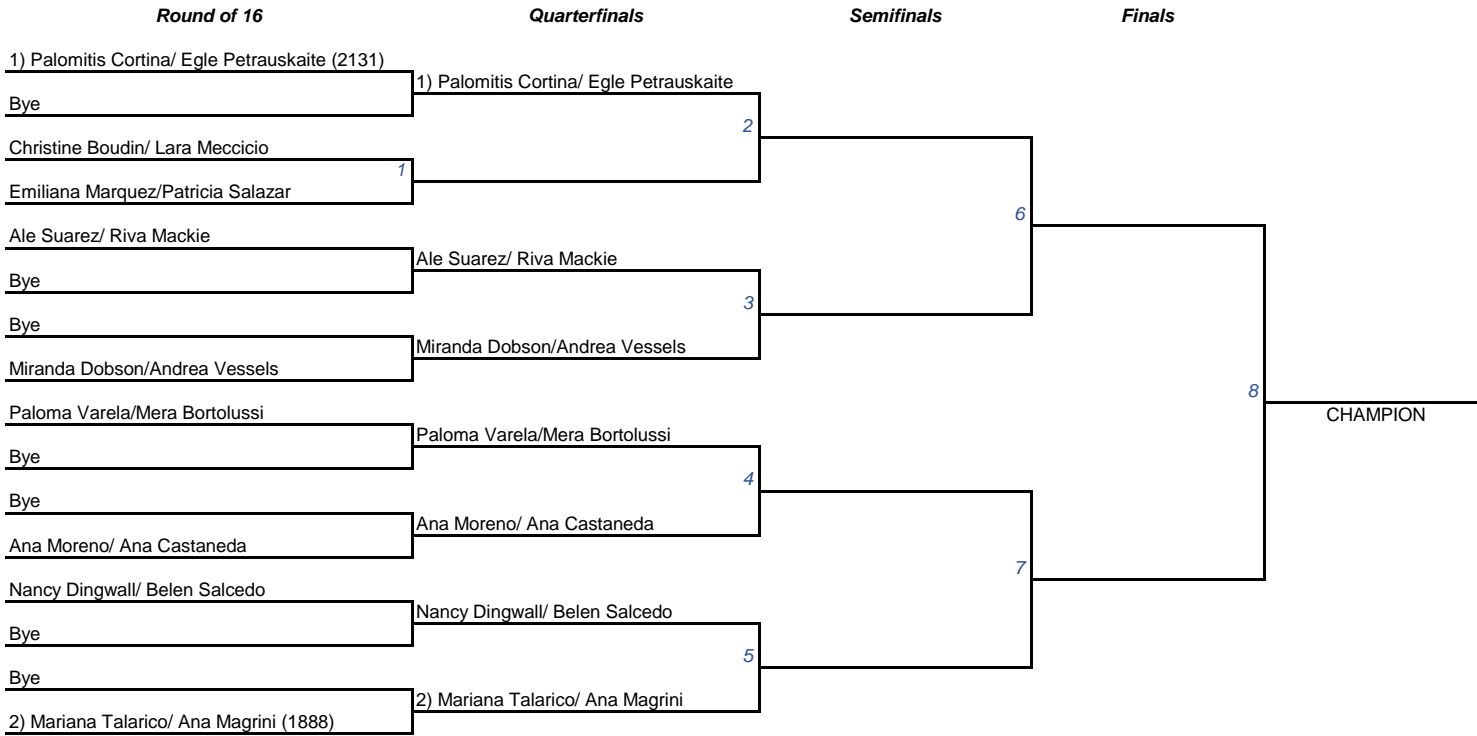 Round of 16 Quarterfinals Semifinals Finals
1) Palomitis Cortina/ Egle Petrauskaite (2131)
1) Palomitis Cortina/ Egle Petrauskaite
Bye
2
Christine Boudin/ Lara Meccicio
1
Emiliana Marquez/Patricia Salazar
6
Ale Suarez/ Riva Mackie
Ale Suarez/ Riva Mackie
Bye
3
Bye
Miranda Dobson/Andrea Vessels
Miranda Dobson/Andrea Vessels
8
Paloma Varela/Mera Bortolussi
CHAMPION
Paloma Varela/Mera Bortolussi
Bye
4
Bye
Ana Moreno/ Ana Castaneda
Ana Moreno/ Ana Castaneda
7
Nancy Dingwall/ Belen Salcedo
Nancy Dingwall/ Belen Salcedo
Bye
5
Bye
2) Mariana Talarico/ Ana Magrini
2) Mariana Talarico/ Ana Magrini (1888)